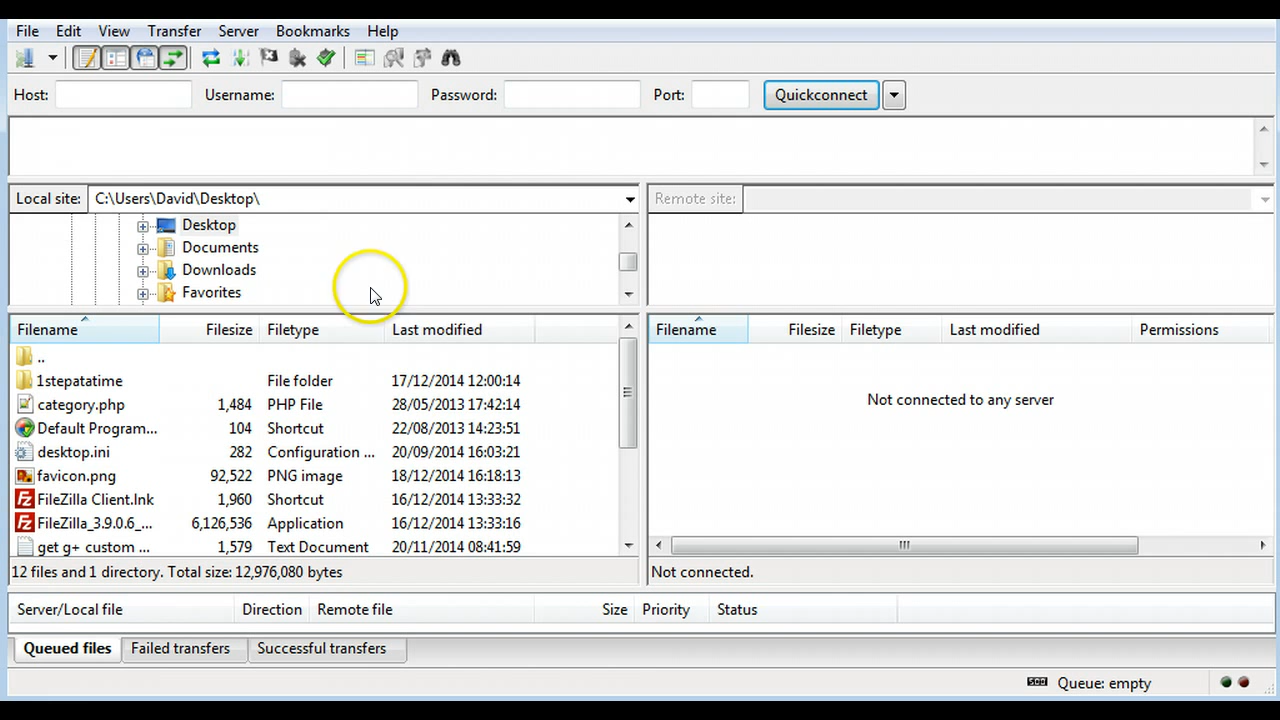 File Edit View Transfer Server Bookmarks Help
Host: Username: Password: Port: Quickconnect
Local site: C:\Users\David\Desktop\
Desktop
Documents
Downloads
Favorites
Remote site:
Filename Filesize Filetype Last modified
..
1stepatatime File folder 17/12/2014 12:00:14
category.php 1,484 PHP File 28/05/2013 17:42:14
Default Program... 104 Shortcut 22/08/2013 14:23:51
desktop.ini 282 Configuration ... 20/09/2014 16:03:21
favicon.png 92,522 PNG image 18/12/2014 16:18:13
FileZilla Client.lnk 1,960 Shortcut 16/12/2014 13:33:32
FileZilla_3.9.0.6_... 6,126,536 Application 16/12/2014 13:33:16
get g+ custom ... 1,579 Text Document 20/11/2014 08:41:59
12 files and 1 directory. Total size: 12,976,080 bytes
Filename Filesize Filetype Last modified Permissions
Not connected to any server
Not connected.
Server/Local file Direction Remote file Size Priority Status
Queued files Failed transfers Successful transfers
Queue: empty